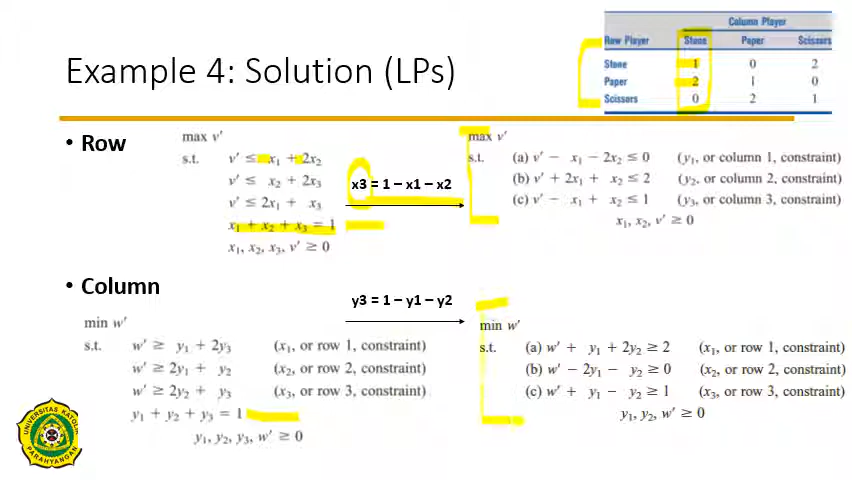 Column Player
Row Player Stone Paper Scissors
Stone 1 0 2
Paper 2 1 0
Scissors 0 2 1
Example 4: Solution (LPs)
• Row
max v′
s.t. v′ ≤ x₁ + 2x₂
v′ ≤ x₂ + 2x₃
v′ ≤ 2x₁ + x₃
x₁ + x₂ + x₃ = 1
x₁, x₂, x₃, v′ ≥ 0
x3 = 1 – x1 – x2
max v′
s.t. (a) v′ − x₁ − 2x₂ ≤ 0 (y₁, or column 1, constraint)
(b) v′ + 2x₁ + x₂ ≤ 2 (y₂, or column 2, constraint)
(c) v′ − x₁ + x₂ ≤ 1 (y₃, or column 3, constraint)
x₁, x₂, v′ ≥ 0
• Column
min w′
s.t. w′ ≥ y₁ + 2y₃ (x₁, or row 1, constraint)
w′ ≥ 2y₁ + y₂ (x₂, or row 2, constraint)
w′ ≥ 2y₂ + y₃ (x₃, or row 3, constraint)
y₁ + y₂ + y₃ = 1
y₁, y₂, y₃, w′ ≥ 0
y3 = 1 – y1 – y2
min w′
s.t. (a) w′ + y₁ + 2y₂ ≥ 2 (x₁, or row 1, constraint)
(b) w′ − 2y₁ − y₂ ≥ 0 (x₂, or row 2, constraint)
(c) w′ + y₁ − y₂ ≥ 1 (x₃, or row 3, constraint)
y₁, y₂, w′ ≥ 0
UNIVERSITAS KATOLIK
PARAHYANGAN